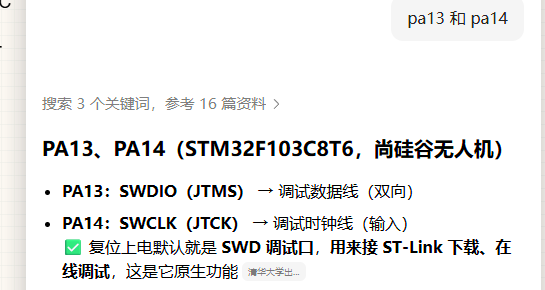 C
pa13 和 pa14
搜索 3 个关键词，参考 16 篇资料 >
PA13、PA14（STM32F103C8T6，尚硅谷无人机）
• PA13：SWDIO（JTMS） → 调试数据线（双向）
• PA14：SWCLK（JTCK） → 调试时钟线（输入）
✅ 复位上电默认就是 SWD 调试口，用来接 ST-Link 下载、在
线调试，这是它原生功能 清华大学出...